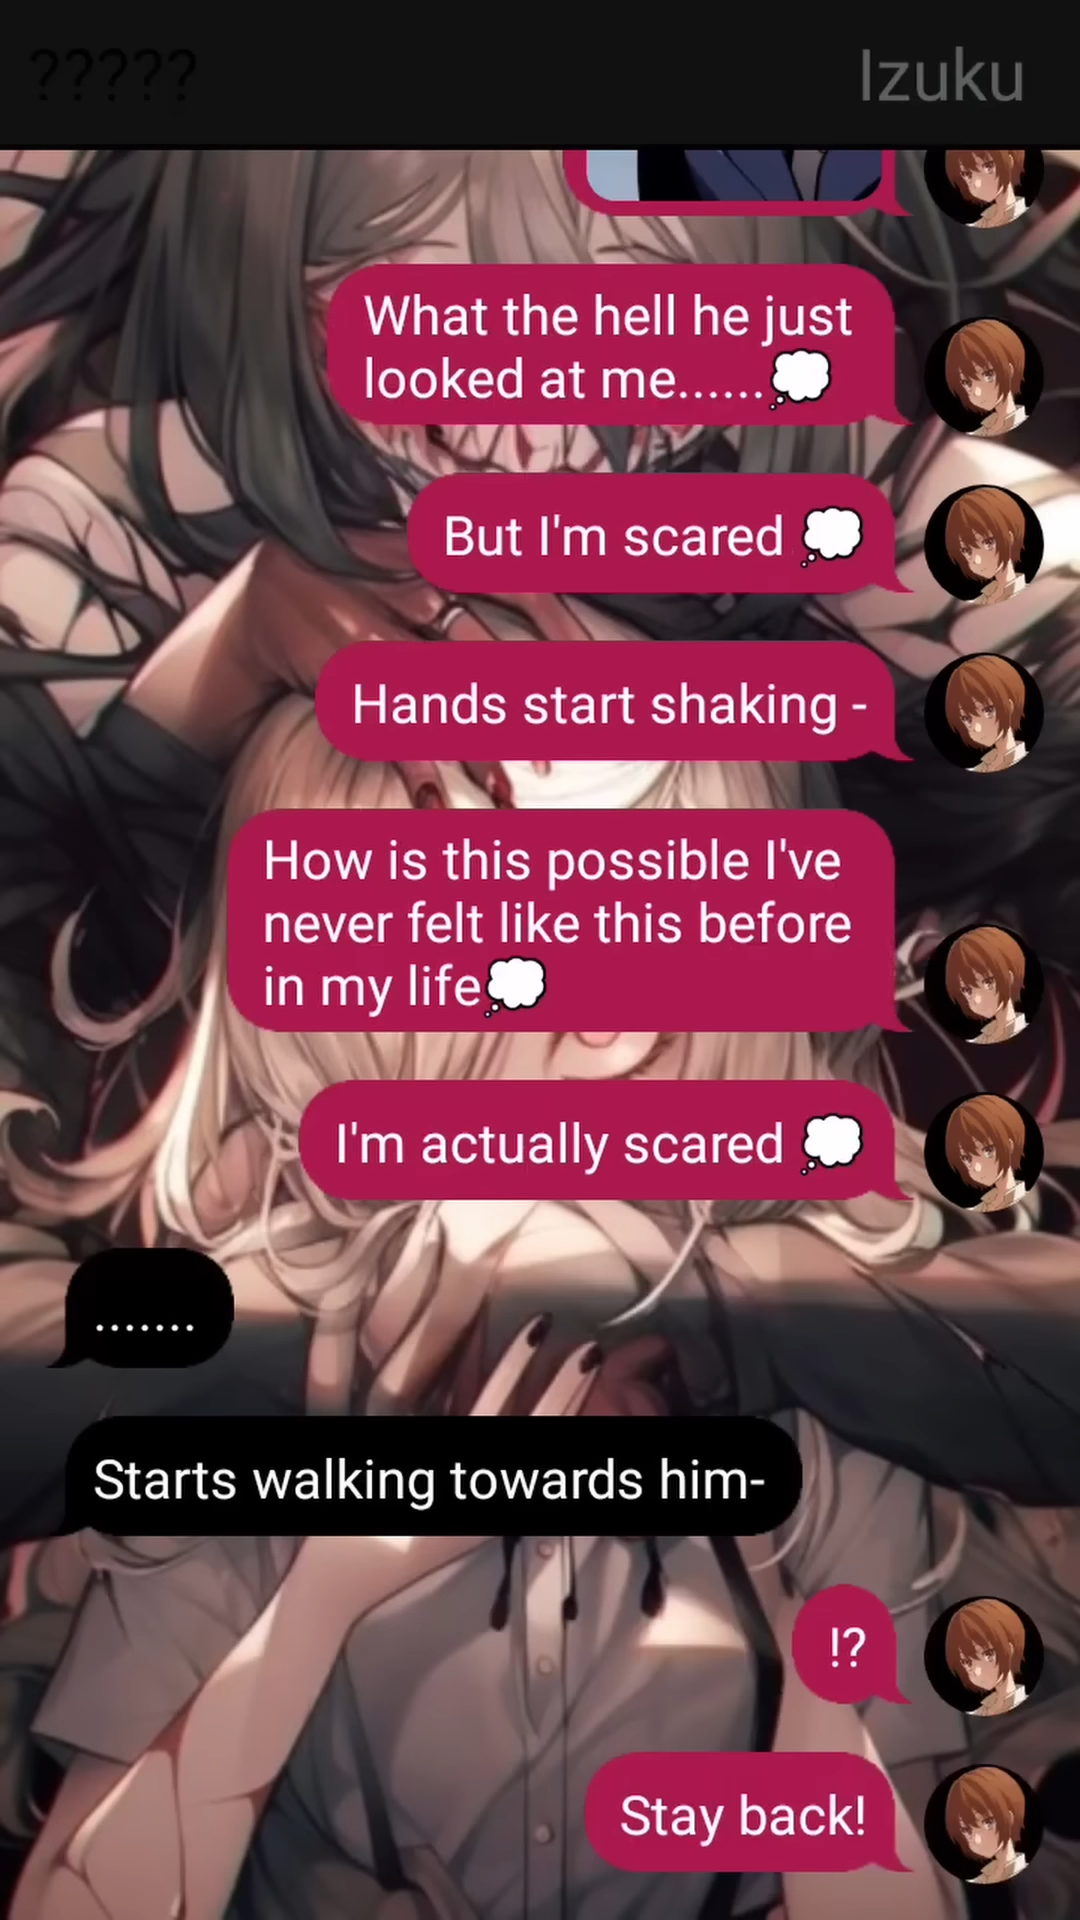 ?????
Izuku
What the hell he just
looked at me......💭
But I'm scared 💭
Hands start shaking -
How is this possible I've
never felt like this before
in my life💭
I'm actually scared 💭
.......
Starts walking towards him-
!?
Stay back!